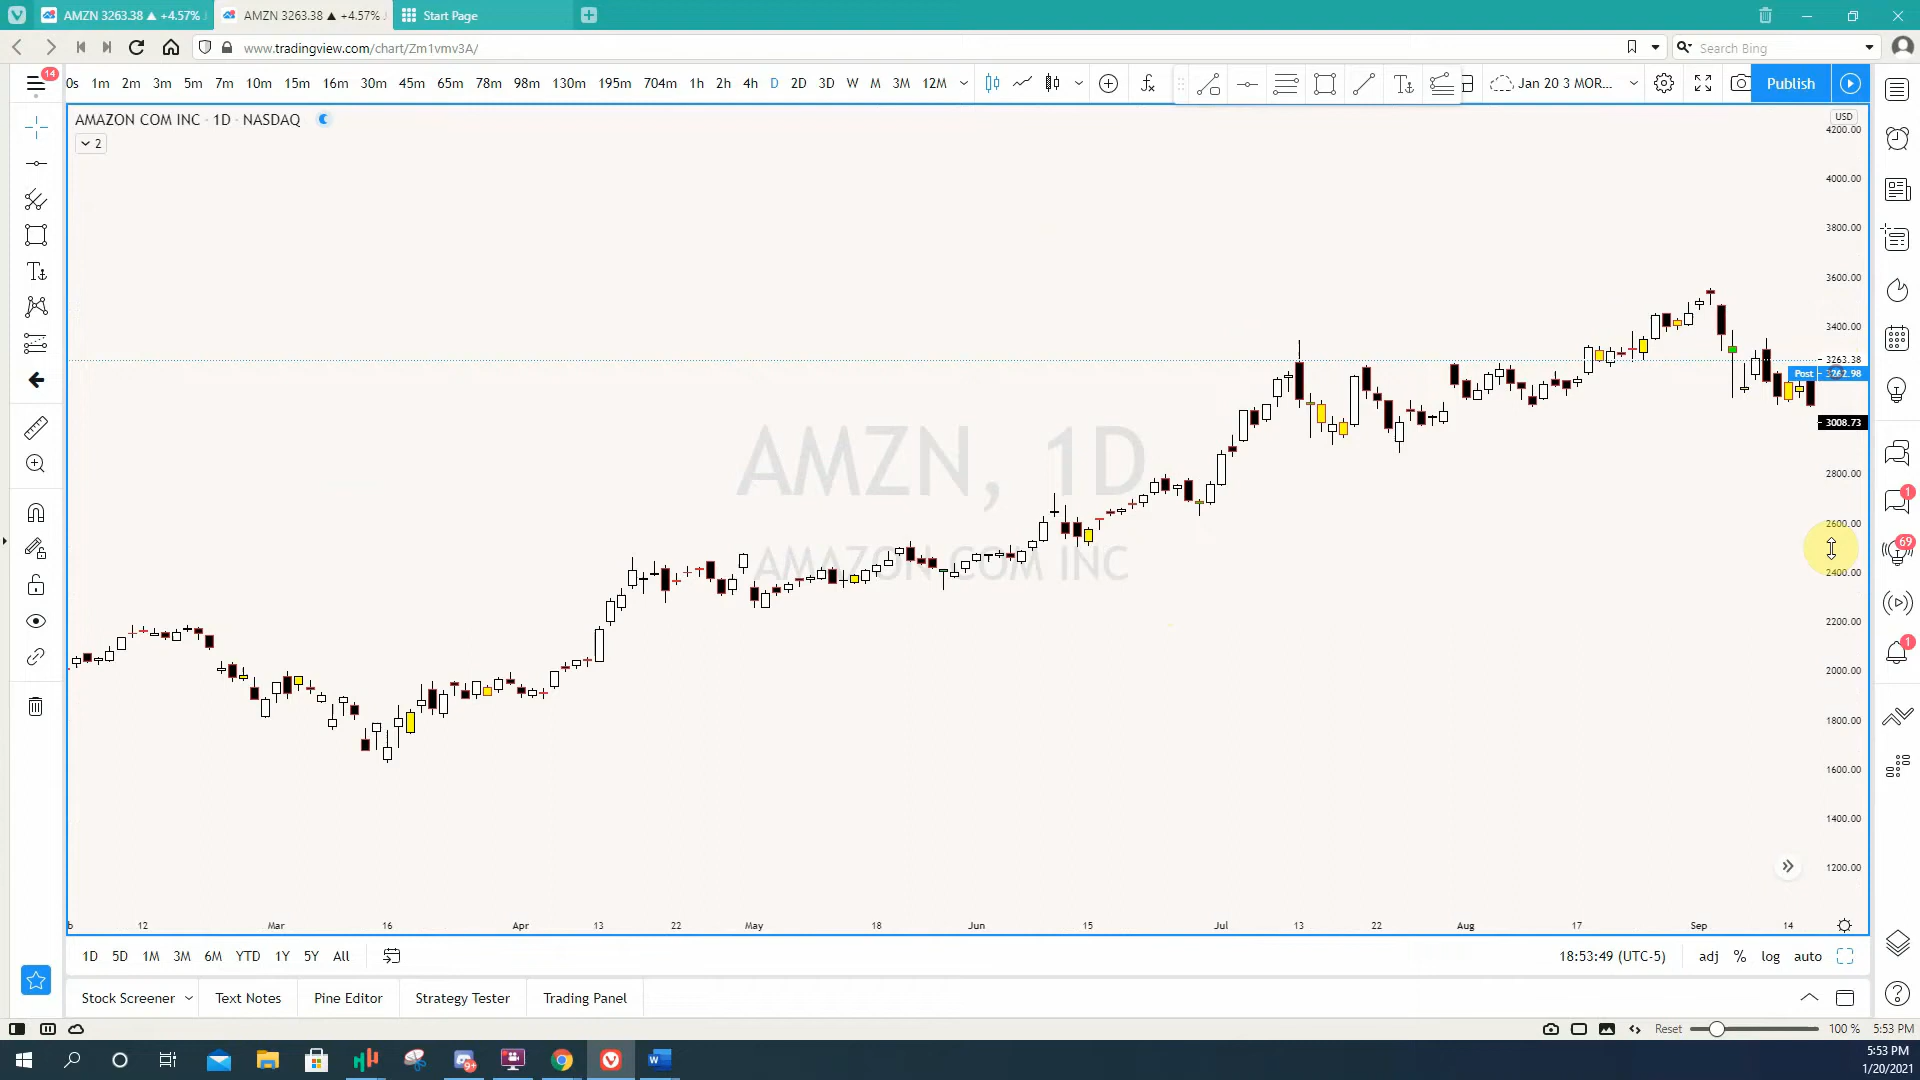 AMZN 3263.38 ▲ +4.57%
AMZN 3263.38 ▲ +4.57%
Start Page
www.tradingview.com/chart/Zm1vmv3A/
Search Bing
14
0s 1m 2m 3m 5m 7m 10m 15m 16m 30m 45m 65m 78m 98m 130m 195m 704m 1h 2h 4h D 2D 3D W M 3M 12M
Jan 20 3 MOR...
Publish
AMAZON COM INC · 1D · NASDAQ
2
USD
4200.00
4000.00
3800.00
3600.00
3400.00
3263.38
Post 3262.98
3008.73
2800.00
2600.00
2400.00
2200.00
2000.00
1800.00
1600.00
1400.00
1200.00
AMZN, 1D
AMAZON COM INC
1
69
1
12 Mar 16 Apr 13 22 May 18 Jun 15 Jul 13 22 Aug 17 Sep 14
1D 5D 1M 3M 6M YTD 1Y 5Y All
18:53:49 (UTC-5) adj % log auto
Stock Screener Text Notes Pine Editor Strategy Tester Trading Panel
Reset 100 % 5:53 PM
9+
5:53 PM
1/20/2021